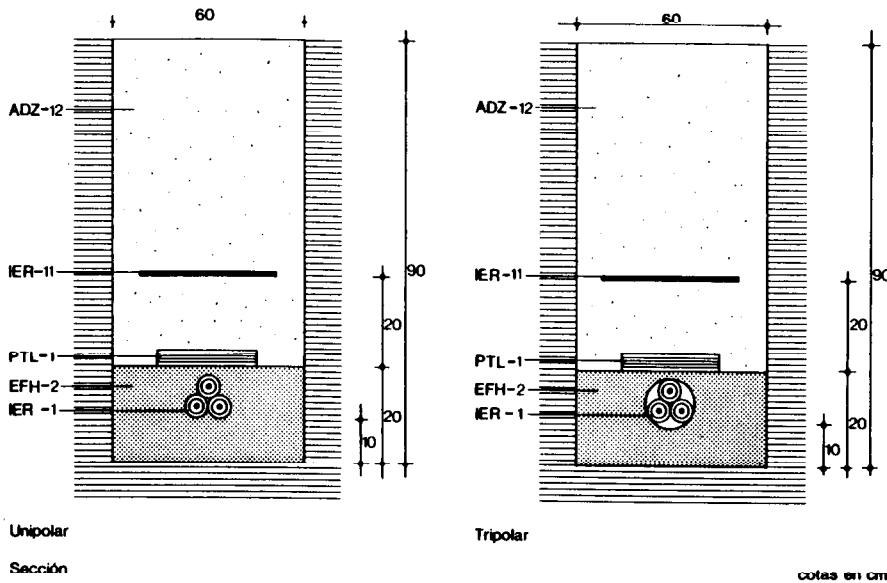 60
ADZ-12
IER-11
90
20
PTL-1
EFH-2
IER-1
20
10
Unipolar
Sección
60
ADZ-12
IER-11
90
20
PTL-1
EFH-2
IER-1
20
10
Tripolar
cotas en cm